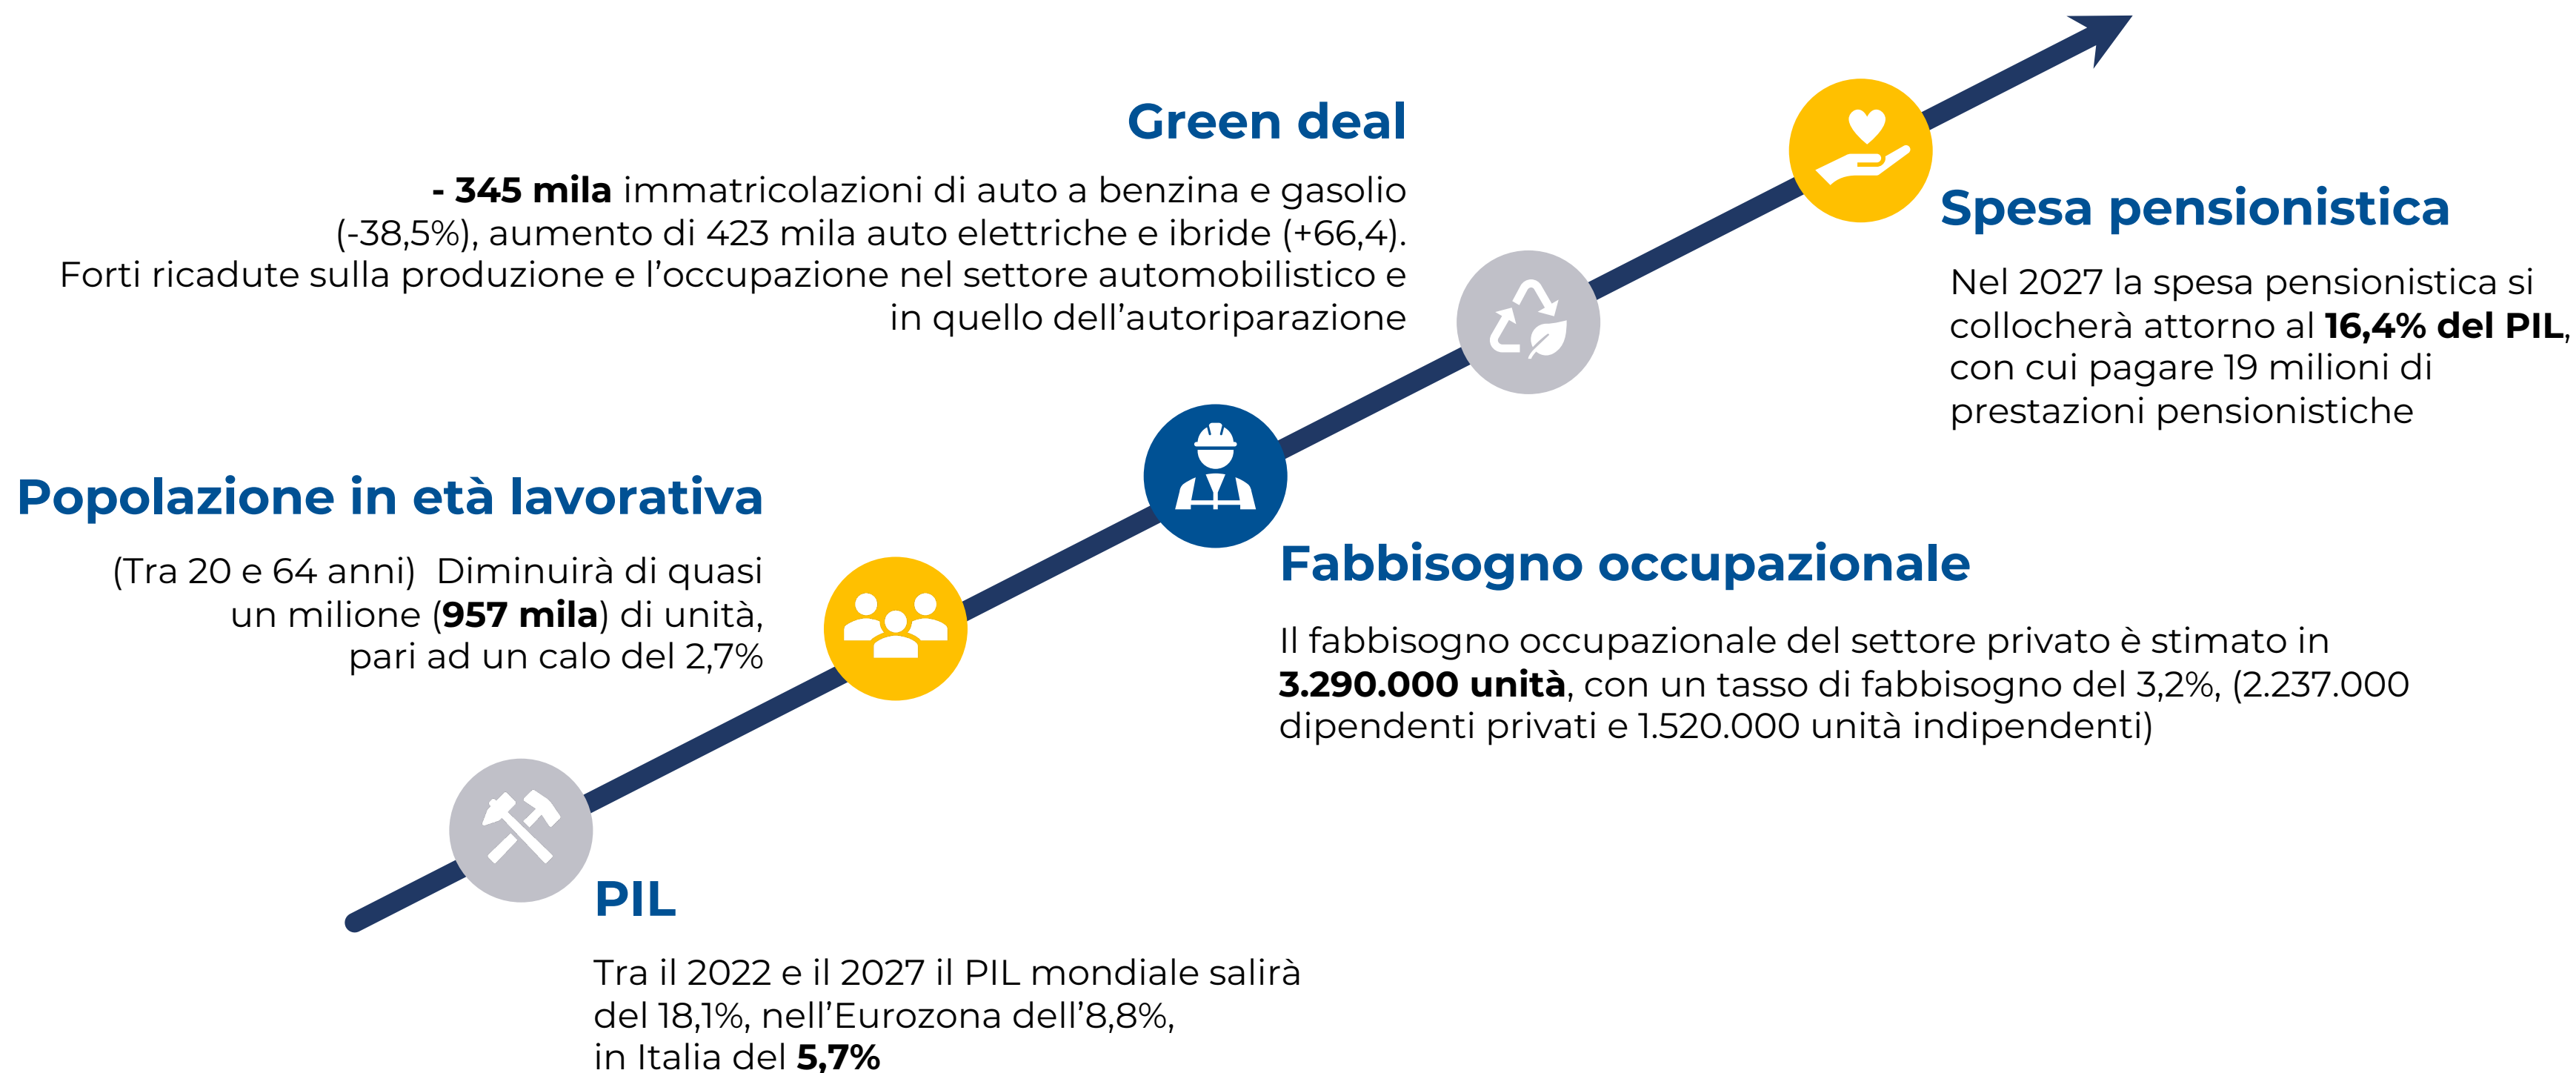 Green deal
- 345 mila immatricolazioni di auto a benzina e gasolio
(-38,5%), aumento di 423 mila auto elettriche e ibride (+66,4).
Forti ricadute sulla produzione e l’occupazione nel settore automobilistico e
in quello dell’autoriparazione
Spesa pensionistica
Nel 2027 la spesa pensionistica si
collocherà attorno al 16,4% del PIL,
con cui pagare 19 milioni di
prestazioni pensionistiche
Popolazione in età lavorativa
(Tra 20 e 64 anni) Diminuirà di quasi
un milione (957 mila) di unità,
pari ad un calo del 2,7%
Fabbisogno occupazionale
Il fabbisogno occupazionale del settore privato è stimato in
3.290.000 unità, con un tasso di fabbisogno del 3,2%, (2.237.000
dipendenti privati e 1.520.000 unità indipendenti)
PIL
Tra il 2022 e il 2027 il PIL mondiale salirà
del 18,1%, nell’Eurozona dell’8,8%,
in Italia del 5,7%